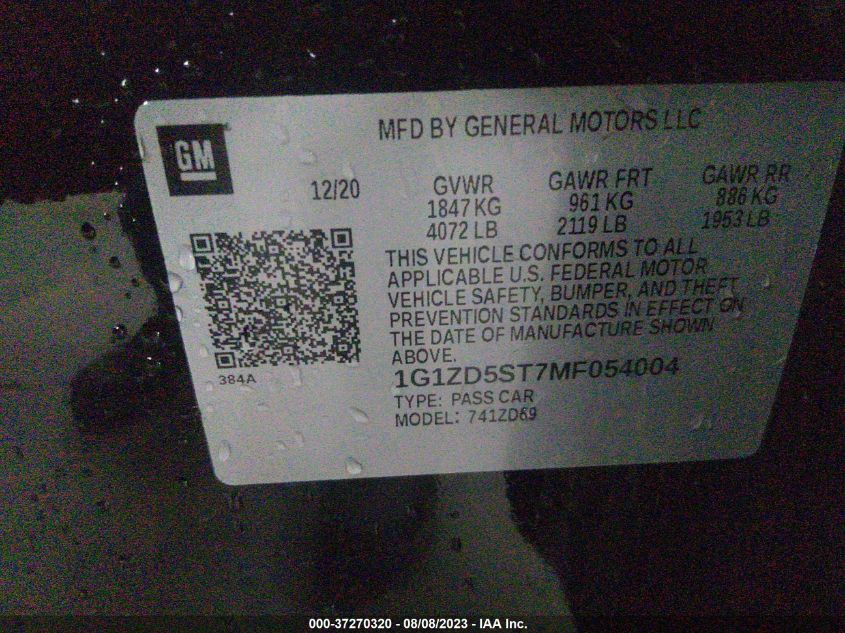 MFD BY GENERAL MOTORS LLC
GM
12/20
GVWR GAWR FRT GAWR RR
1847 KG 961 KG 886 KG
4072 LB 2119 LB 1953 LB
THIS VEHICLE CONFORMS TO ALL
APPLICABLE U.S. FEDERAL MOTOR
VEHICLE SAFETY, BUMPER, AND THEFT
PREVENTION STANDARDS IN EFFECT ON
THE DATE OF MANUFACTURE SHOWN
ABOVE.
384A
1G1ZD5ST7MF054004
TYPE: PASS CAR
MODEL: 741ZD69
000-37270320 - 08/08/2023 - IAA Inc.